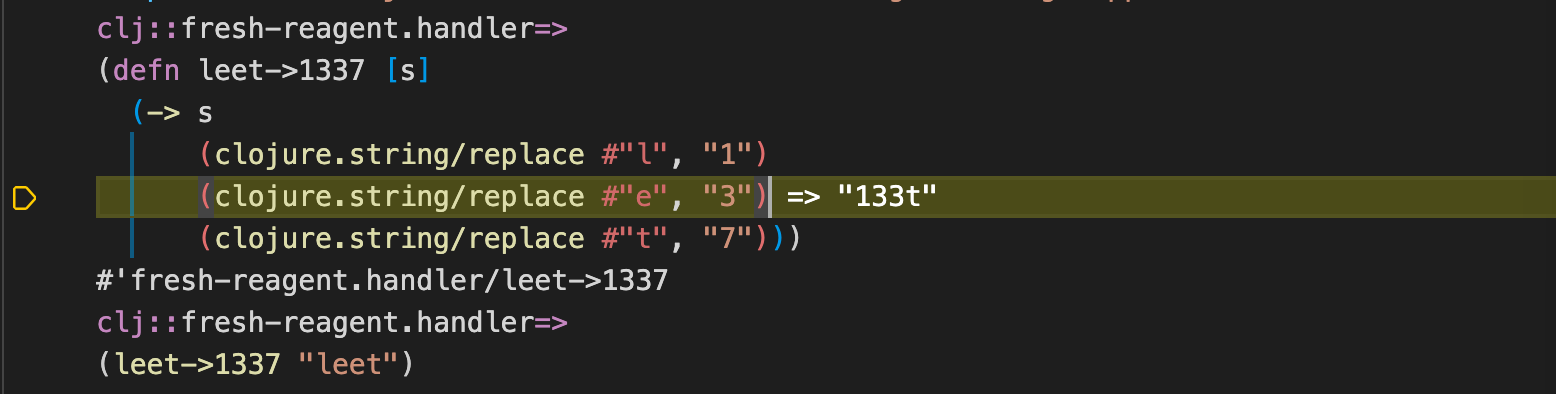 clj::fresh-reagent.handler=>
(defn leet->1337 [s]
  (-> s
      (clojure.string/replace #"l", "1")
      (clojure.string/replace #"e", "3") => "133t"
      (clojure.string/replace #"t", "7")))
#'fresh-reagent.handler/leet->1337
clj::fresh-reagent.handler=>
(leet->1337 "leet")